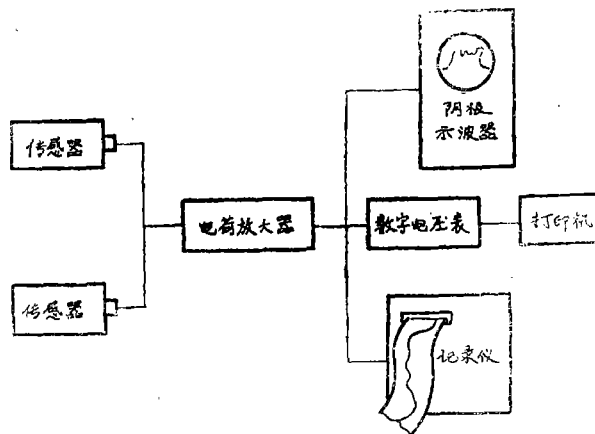 阴极
示波器
传感器
电荷放大器
数字电压表
打印机
传感器
记录仪